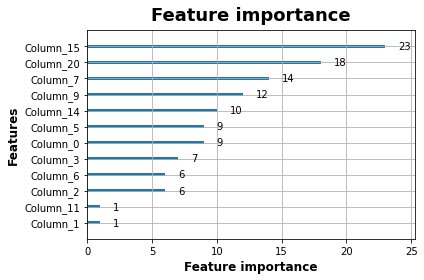 Feature importance
Column_15 23
Column_20 18
Column_7 14
Column_9 12
Column_14 10
Column_5 9
Column_0 9
Column_3 7
Column_6 6
Column_2 6
Column_11 1
Column_1 1
Features
0 5 10 15 20 25
Feature importance